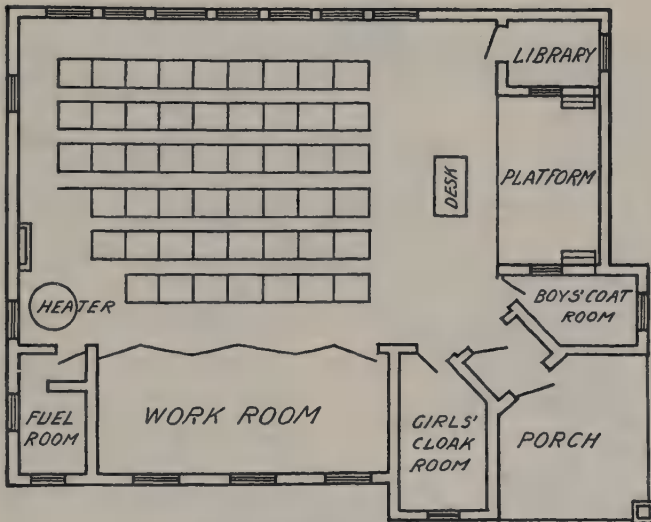 LIBRARY
PLATFORM
DESK
HEATER
BOYS' COAT
ROOM
FUEL
ROOM
WORK ROOM
GIRLS'
CLOAK
ROOM
PORCH